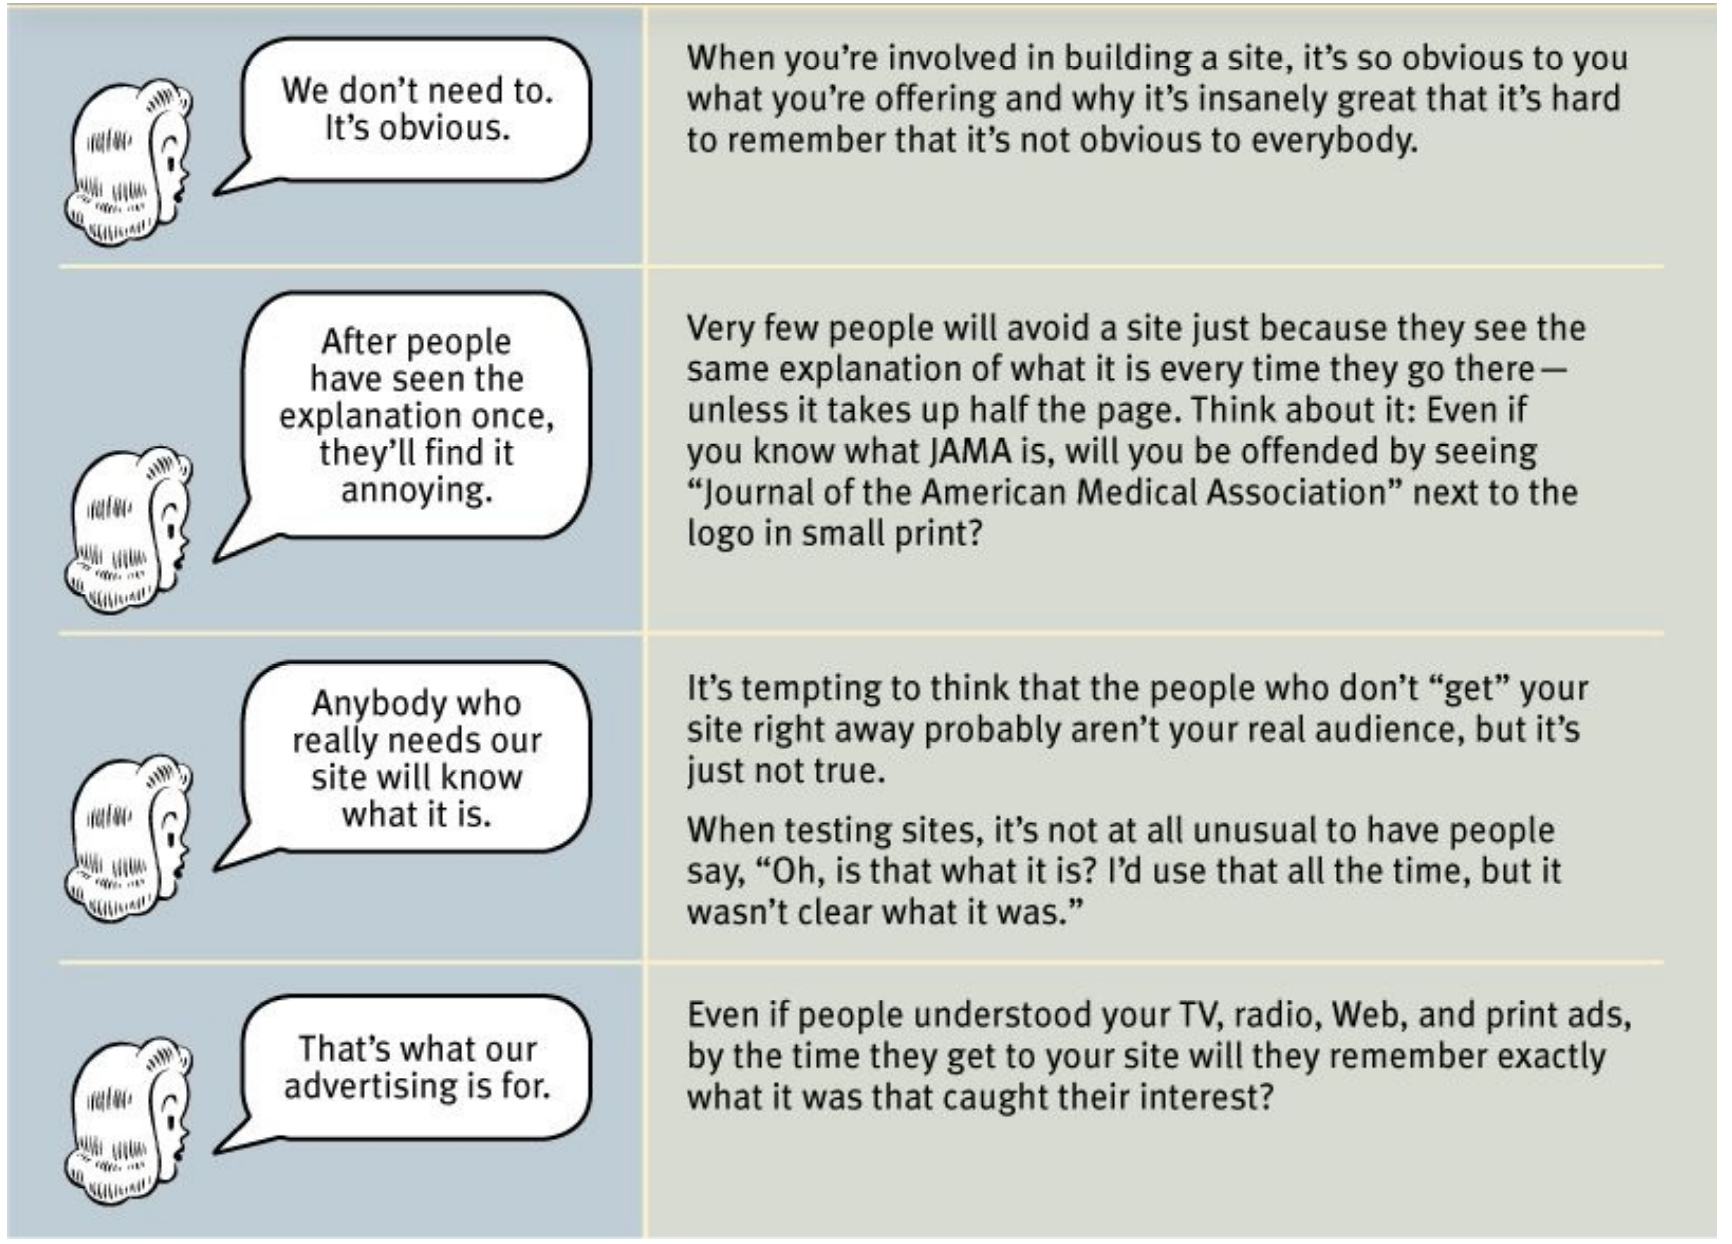 We don't need to.
It's obvious.
When you're involved in building a site, it's so obvious to you
what you're offering and why it's insanely great that it's hard
to remember that it's not obvious to everybody.
After people
have seen the
explanation once,
they'll find it
annoying.
Very few people will avoid a site just because they see the
same explanation of what it is every time they go there—
unless it takes up half the page. Think about it: Even if
you know what JAMA is, will you be offended by seeing
“Journal of the American Medical Association” next to the
logo in small print?
Anybody who
really needs our
site will know
what it is.
It's tempting to think that the people who don't “get” your
site right away probably aren't your real audience, but it's
just not true.
When testing sites, it's not at all unusual to have people
say, “Oh, is that what it is? I'd use that all the time, but it
wasn't clear what it was.”
That's what our
advertising is for.
Even if people understood your TV, radio, Web, and print ads,
by the time they get to your site will they remember exactly
what it was that caught their interest?